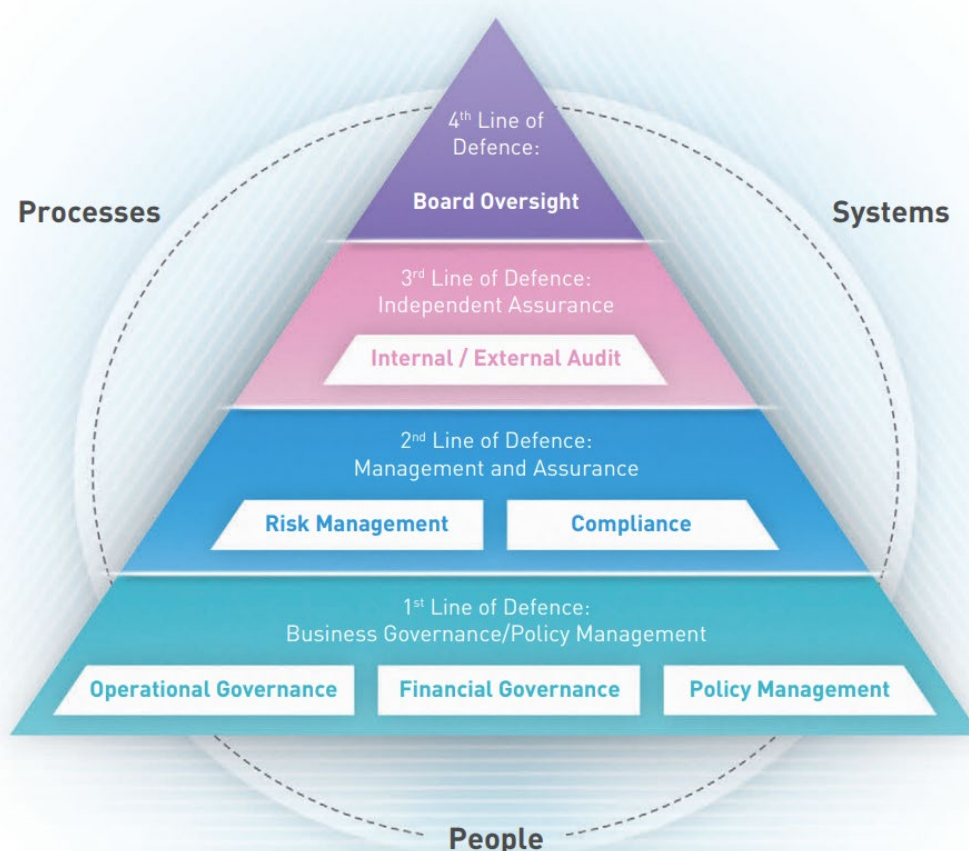 4th Line of
Defence:
Board Oversight
Processes
Systems
3rd Line of Defence:
Independent Assurance
Internal / External Audit
2nd Line of Defence:
Management and Assurance
Risk Management
Compliance
1st Line of Defence:
Business Governance/Policy Management
Operational Governance
Financial Governance
Policy Management
People